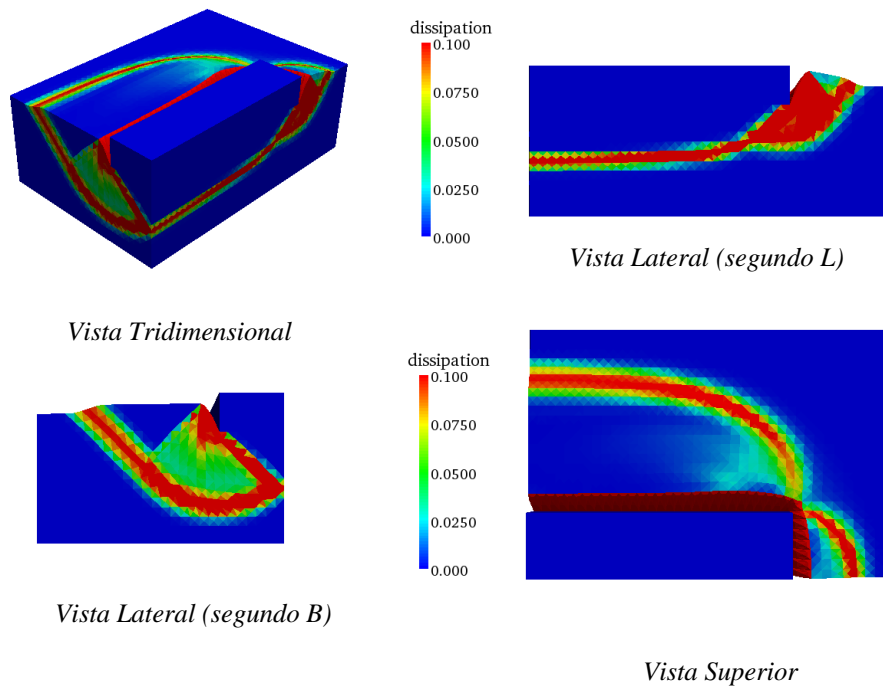 dissipation
0.100
0.0750
0.0500
0.0250
0.000
Vista Tridimensional
Vista Lateral (segundo L)
dissipation
0.100
0.0750
0.0500
0.0250
0.000
Vista Lateral (segundo B)
Vista Superior